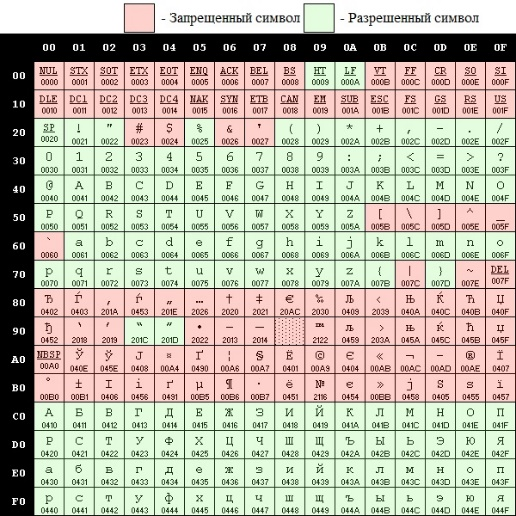 - Запрещенный символ - Разрешенный символ
00 01 02 03 04 05 06 07 08 09 0A 0B 0C 0D 0E 0F
00 NUL STX SOT ETX EOT ENQ ACK BEL BS HT LF VT FF CR SO SI
0000 0001 0002 0003 0004 0005 0006 0007 0008 0009 000A 000B 000C 000D 000E 000F
10 DLE DC1 DC2 DC3 DC4 NAK SYN ETB CAN EM SUB ESC FS GS RS US
0010 0011 0012 0013 0014 0015 0016 0017 0018 0019 001A 001B 001C 001D 001E 001F
20 SP ! " # $ % & ' ( ) * + , - . /
0020 0021 0022 0023 0024 0025 0026 0027 0028 0029 002A 002B 002C 002D 002E 002F
30 0 1 2 3 4 5 6 7 8 9 : ; < = > ?
0030 0031 0032 0033 0034 0035 0036 0037 0038 0039 003A 003B 003C 003D 003E 003F
40 @ A B C D E F G H I J K L M N O
0040 0041 0042 0043 0044 0045 0046 0047 0048 0049 004A 004B 004C 004D 004E 004F
50 P Q R S T U V W X Y Z [ \ ] ^ _
0050 0051 0052 0053 0054 0055 0056 0057 0058 0059 005A 005B 005C 005D 005E 005F
60 ` a b c d e f g h i j k l m n o
0060 0061 0062 0063 0064 0065 0066 0067 0068 0069 006A 006B 006C 006D 006E 006F
70 p q r s t u v w x y z { | } ~ DEL
0070 0071 0072 0073 0074 0075 0076 0077 0078 0079 007A 007B 007C 007D 007E 007F
80 Ђ Ѓ ‚ ѓ „ … † ‡ € ‰ Љ ‹ Њ Ќ Ћ Џ
0402 0403 201A 0453 201E 2026 2020 2021 20AC 2030 0409 2039 040A 040C 040B 040F
90 ђ ‘ ’ “ ” • – — ™ љ › њ ќ ћ џ
0452 2018 2019 201C 201D 2022 2013 2014 2122 0459 203A 045A 045C 045B 045F
A0 NBSP Ў ў Ј ¤ Ґ ¦ § Ё © Є « ¬ - ® Ї
00A0 040E 045E 0408 00A4 0490 00A6 00A7 0401 00A9 0404 00AB 00AC 00AD 00AE 0407
B0 ° ± І і ґ µ ¶ · ё № є » ј Ѕ ѕ ї
00B0 00B1 0406 0456 0491 00B5 00B6 00B7 0451 2116 0454 00BB 0458 0405 0455 0457
C0 А Б В Г Д Е Ж З И Й К Л М Н О П
0410 0411 0412 0413 0414 0415 0416 0417 0418 0419 041A 041B 041C 041D 041E 041F
D0 Р С Т У Ф Х Ц Ч Ш Щ Ъ Ы Ь Э Ю Я
0420 0421 0422 0423 0424 0425 0426 0427 0428 0429 042A 042B 042C 042D 042E 042F
E0 а б в г д е ж з и й к л м н о п
0430 0431 0432 0433 0434 0435 0436 0437 0438 0439 043A 043B 043C 043D 043E 043F
F0 р с т у ф х ц ч ш щ ъ ы ь э ю я
0440 0441 0442 0443 0444 0445 0446 0447 0448 0449 044A 044B 044C 044D 044E 044F